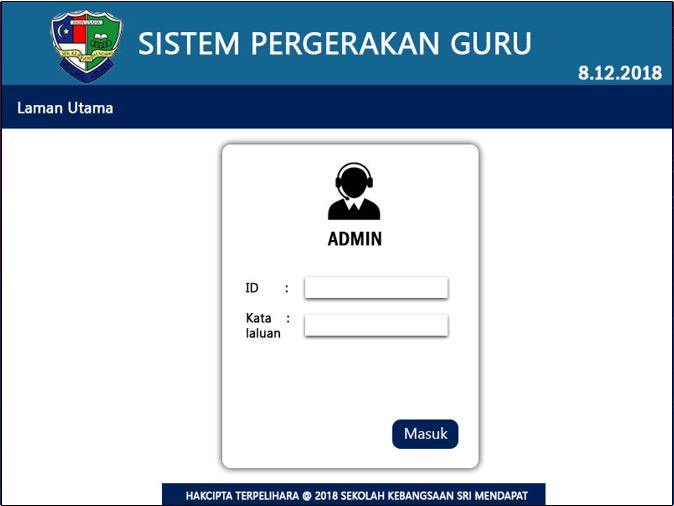 SISTEM PERGERAKAN GURU
8.12.2018
Laman Utama
ADMIN
ID :
Kata :
laluan
Masuk
HAKCIPTA TERPELIHARA @ 2018 SEKOLAH KEBANGSAAN SRI MENDAPAT